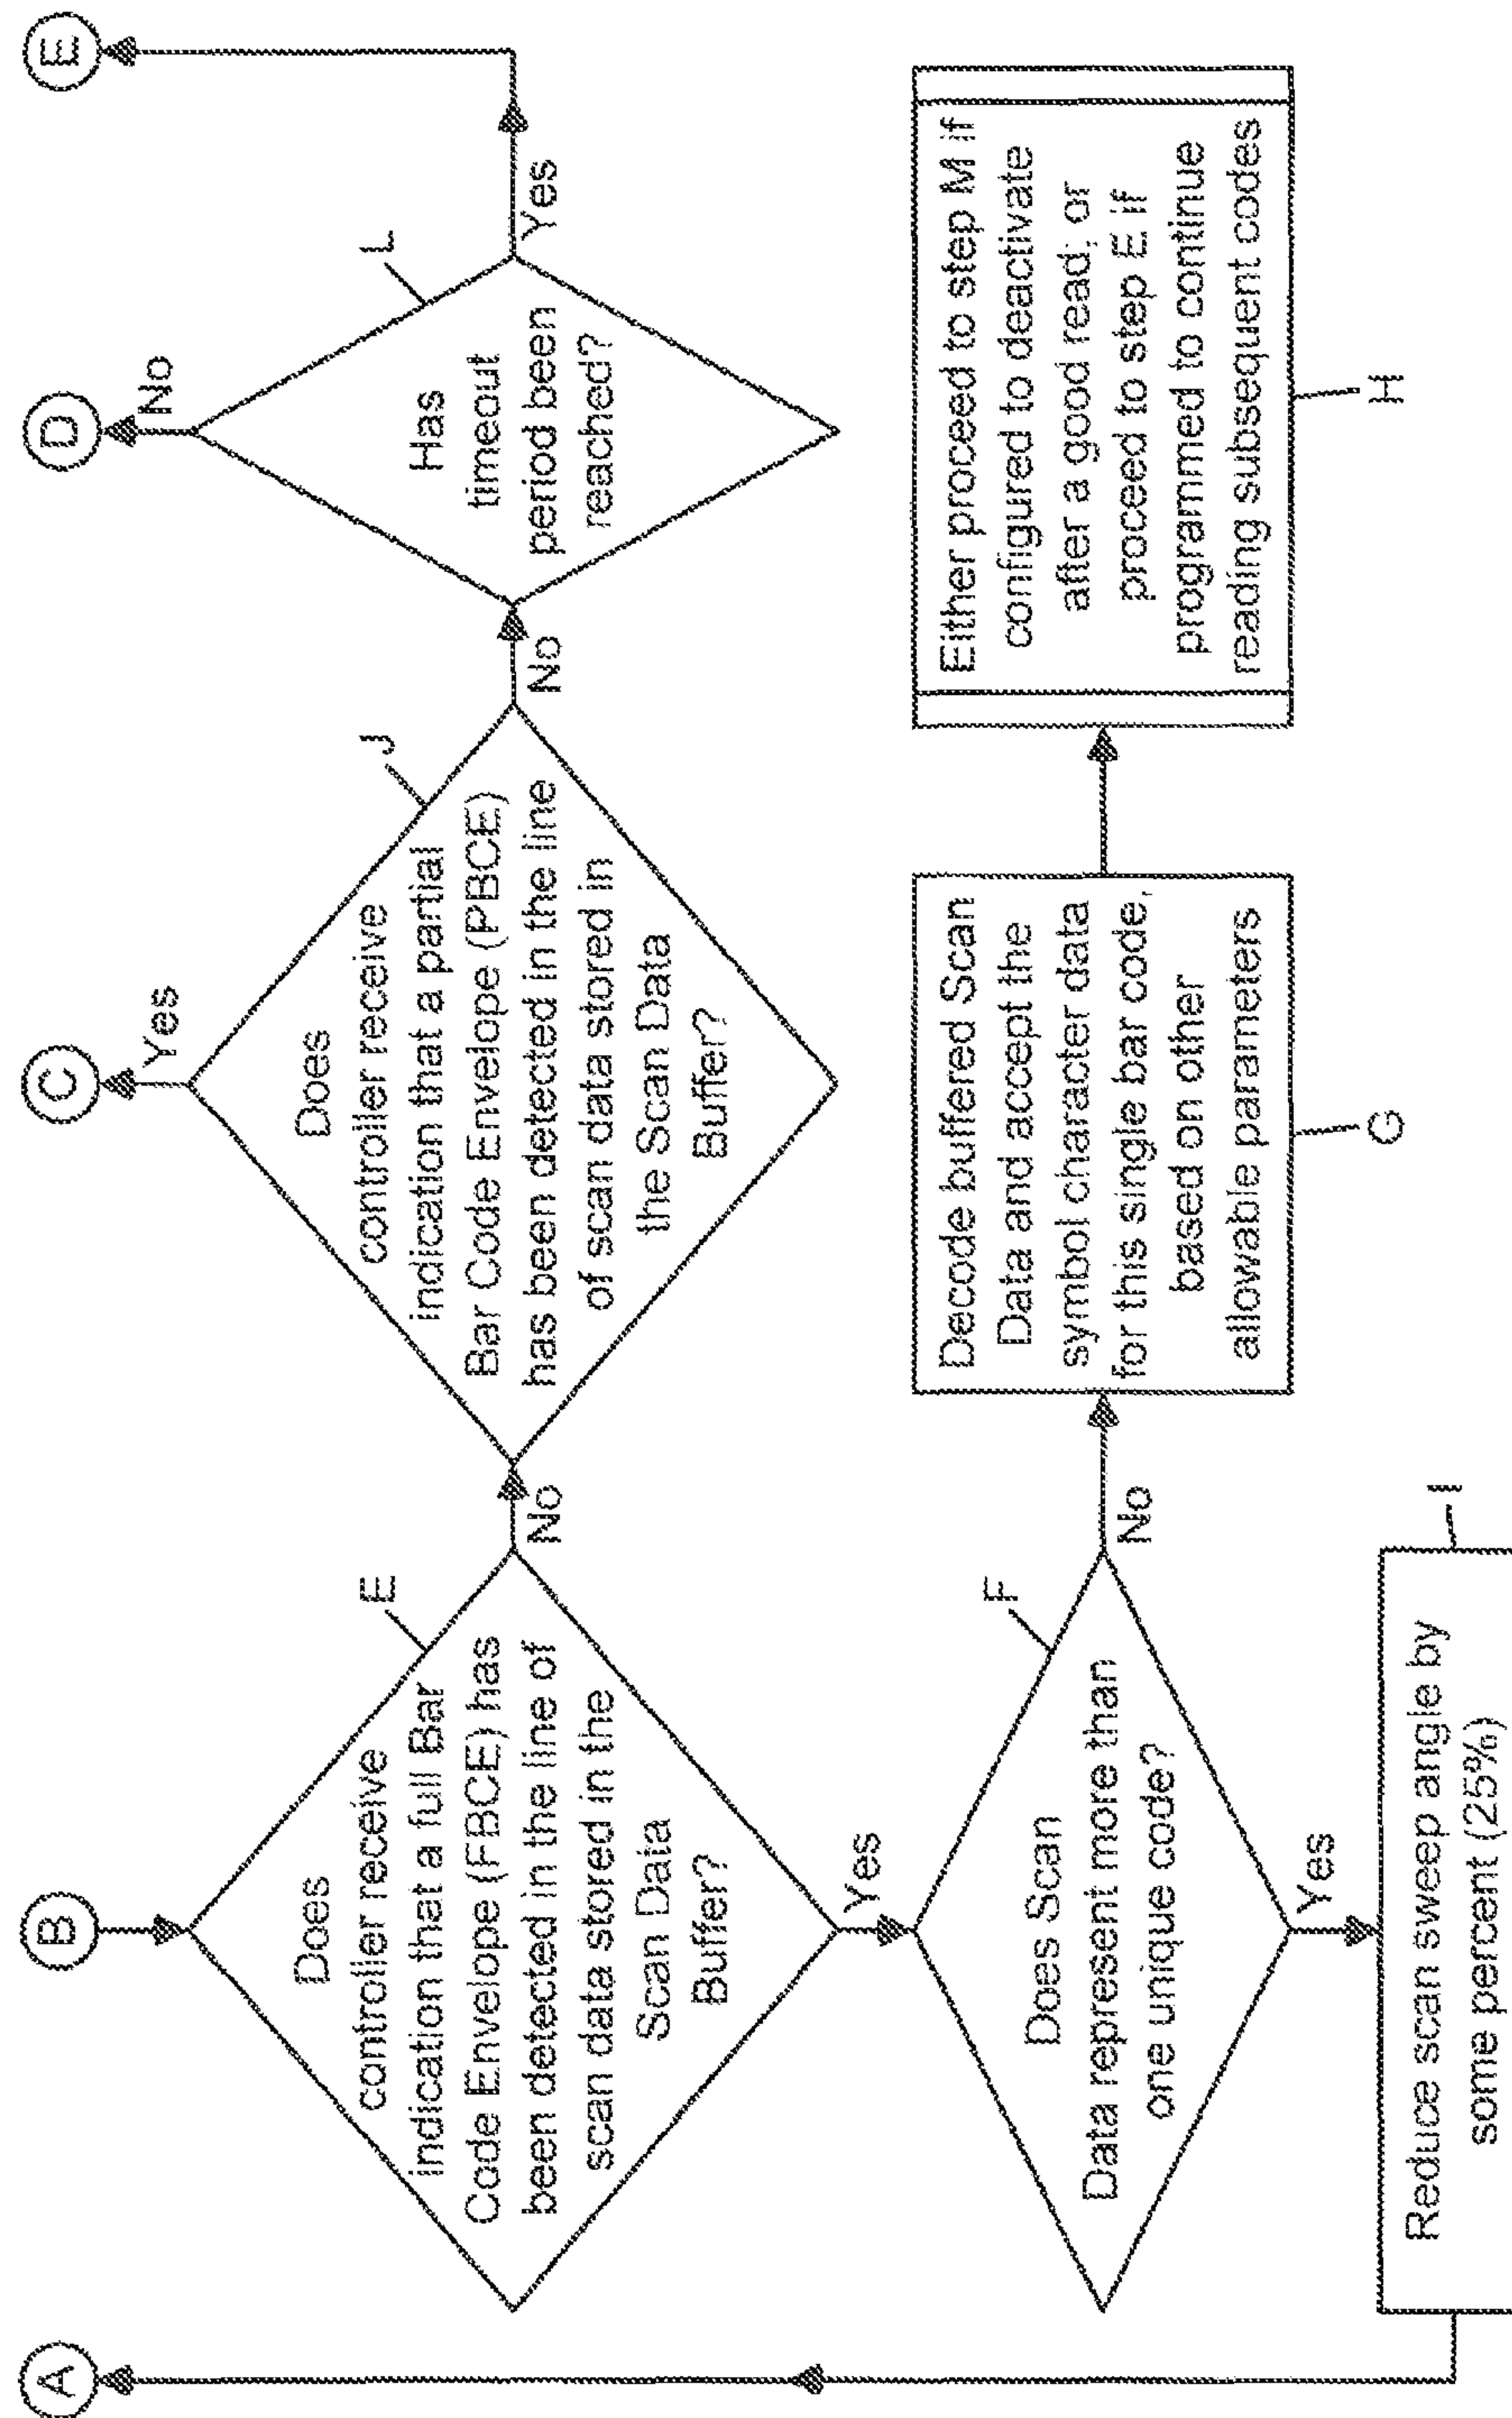 A
B
C
D
E
Does
controller receive
indication that a full Bar
Code Envelope (FBCE) has
been detected in the line of
scan data stored in the
Scan Data
Buffer?
E
No
Yes
Does
controller receive
indication that a partial
Bar Code Envelope (PBCE)
has been detected in the line
of scan data stored in
the Scan Data
Buffer?
J
Yes
No
Has
timeout
period been
reached?
L
No
Yes
Does Scan
Data represent more than
one unique code?
F
No
Yes
Decode buffered Scan
Data and accept the
symbol character data
for this single bar code,
based on other
allowable parameters
G
Either proceed to step M if
configured to deactivate
after a good read; or
proceed to step E if
programmed to continue
reading subsequent codes
H
Reduce scan sweep angle by
some percent (25%)
I